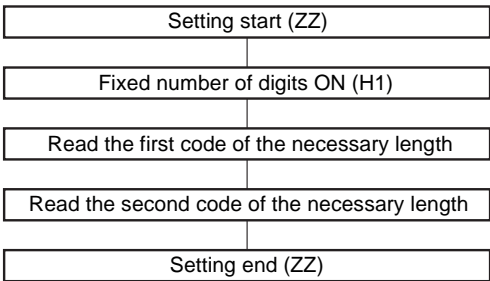 Setting start (ZZ)
Fixed number of digits ON (H1)
Read the first code of the necessary length
Read the second code of the necessary length
Setting end (ZZ)